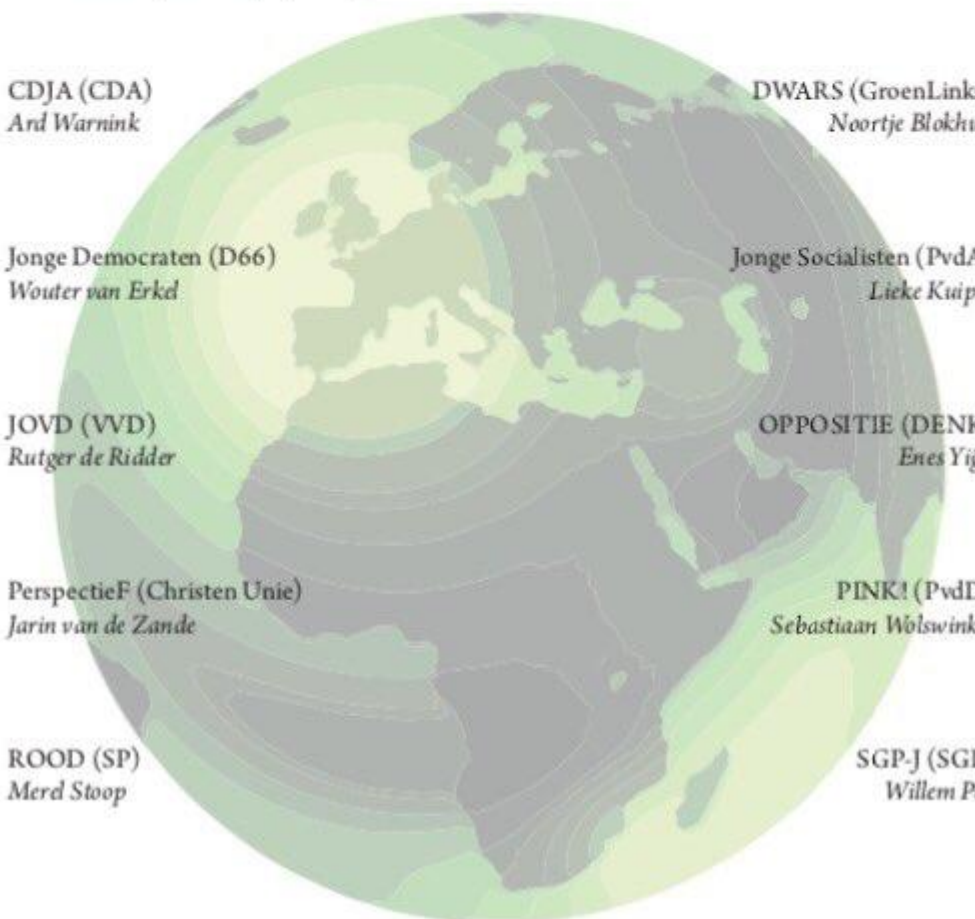 CDJA (CDA)
Ard Warnink
DWARS (GroenLink
Noortje Blokhu
Jonge Democraten (D66)
Wouter van Erkel
Jonge Socialisten (PvdA
Lieke Kuip
JOVD (VVD)
Rutger de Ridder
OPPOSITIE (DENK
Enes Yiğ
PerspectieF (Christen Unie)
Jarin van de Zande
PINK! (PvdD
Sebastiaan Wolswink
ROOD (SP)
Merel Stoop
SGP-J (SGP
Willem P